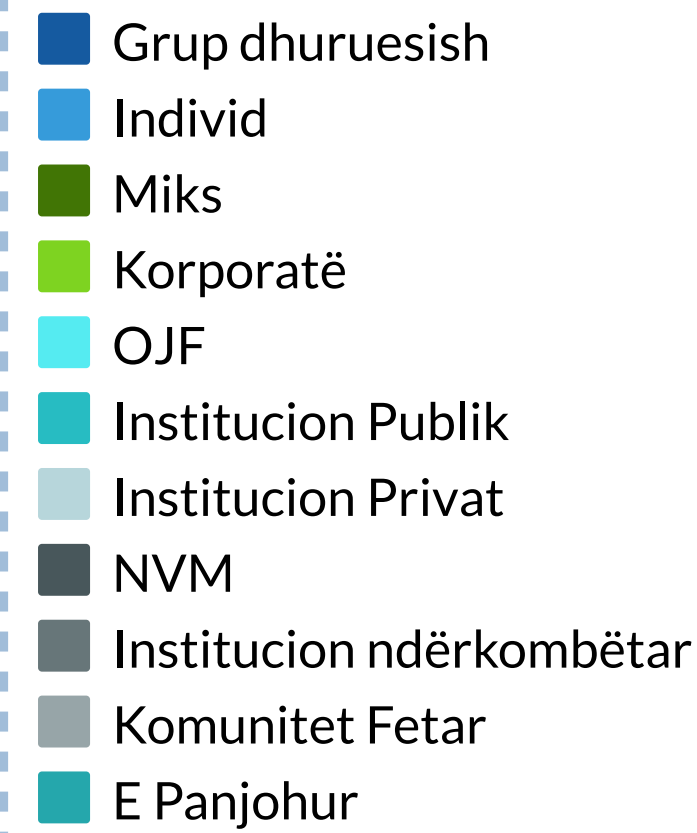 Grup dhuruesish
Individ
Miks
Korporatë
OJF
Institucion Publik
Institucion Privat
NVM
Institucion ndërkombëtar
Komunitet Fetar
E Panjohur